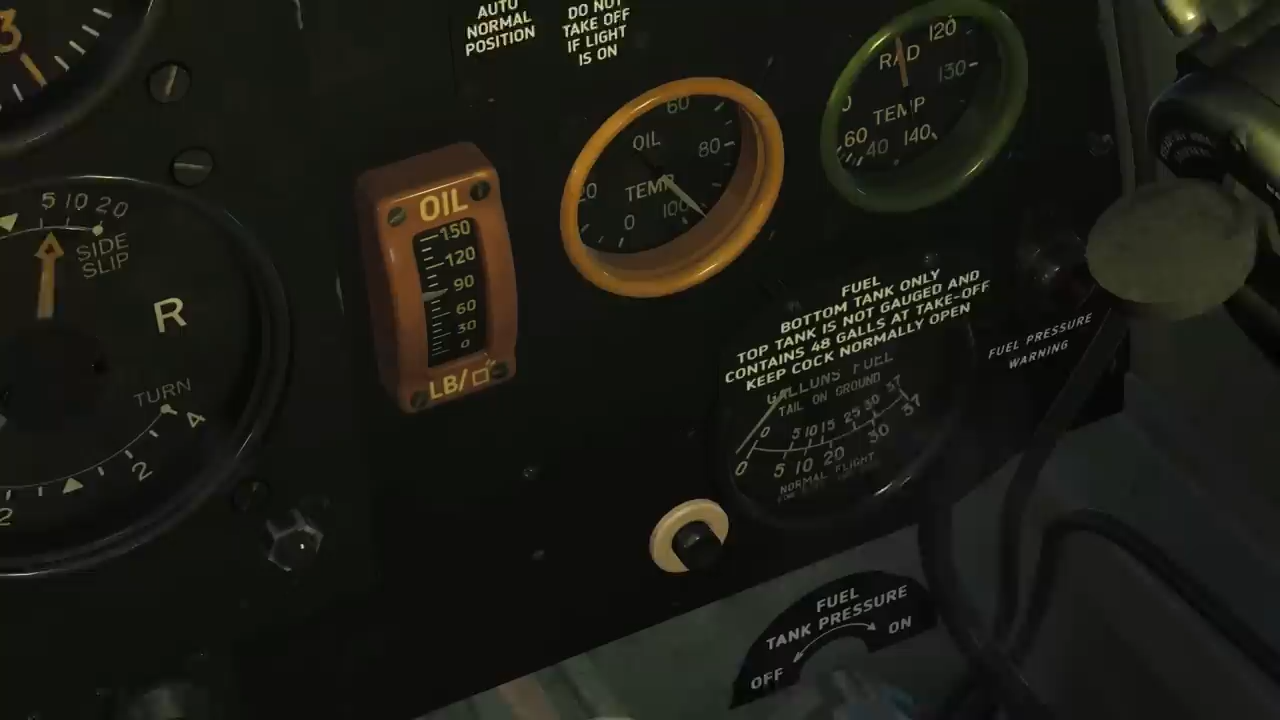 3
AUTO
NORMAL
POSITION
DO NOT
TAKE OFF
IF LIGHT
IS ON
RAD
120
130
TEMP
0
60
40
140
60
OIL
80
20
TEMP
0
100
OIL
150
120
90
60
30
0
LB/
5 10 20
SIDE
SLIP
R
TURN
4
2
2
FUEL
BOTTOM TANK ONLY
TOP TANK IS NOT GAUGED AND
CONTAINS 48 GALLS AT TAKE-OFF
KEEP COCK NORMALLY OPEN
GALLONS FUEL
TAIL ON GROUND
0 5 10 15 25 30 37
0 5 10 20 30 37
NORMAL FLIGHT
FUEL PRESSURE
WARNING
FUEL
TANK PRESSURE
OFF
ON